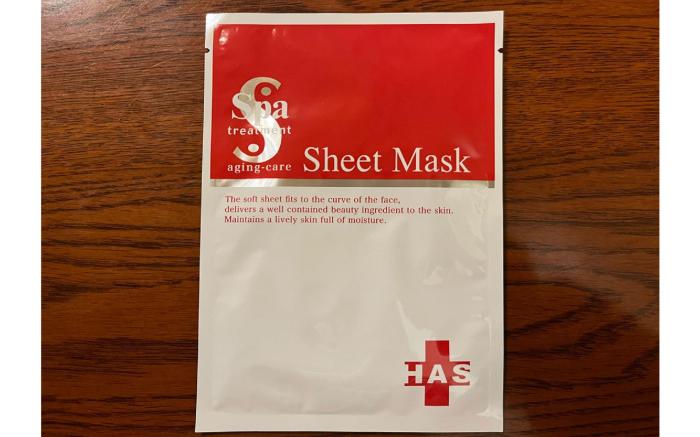 Spa
treatment
aging-care
Sheet Mask
The soft sheet fits to the curve of the face,
delivers a well contained beauty ingredient to the skin.
Maintains a lively skin full of moisture.
HAS